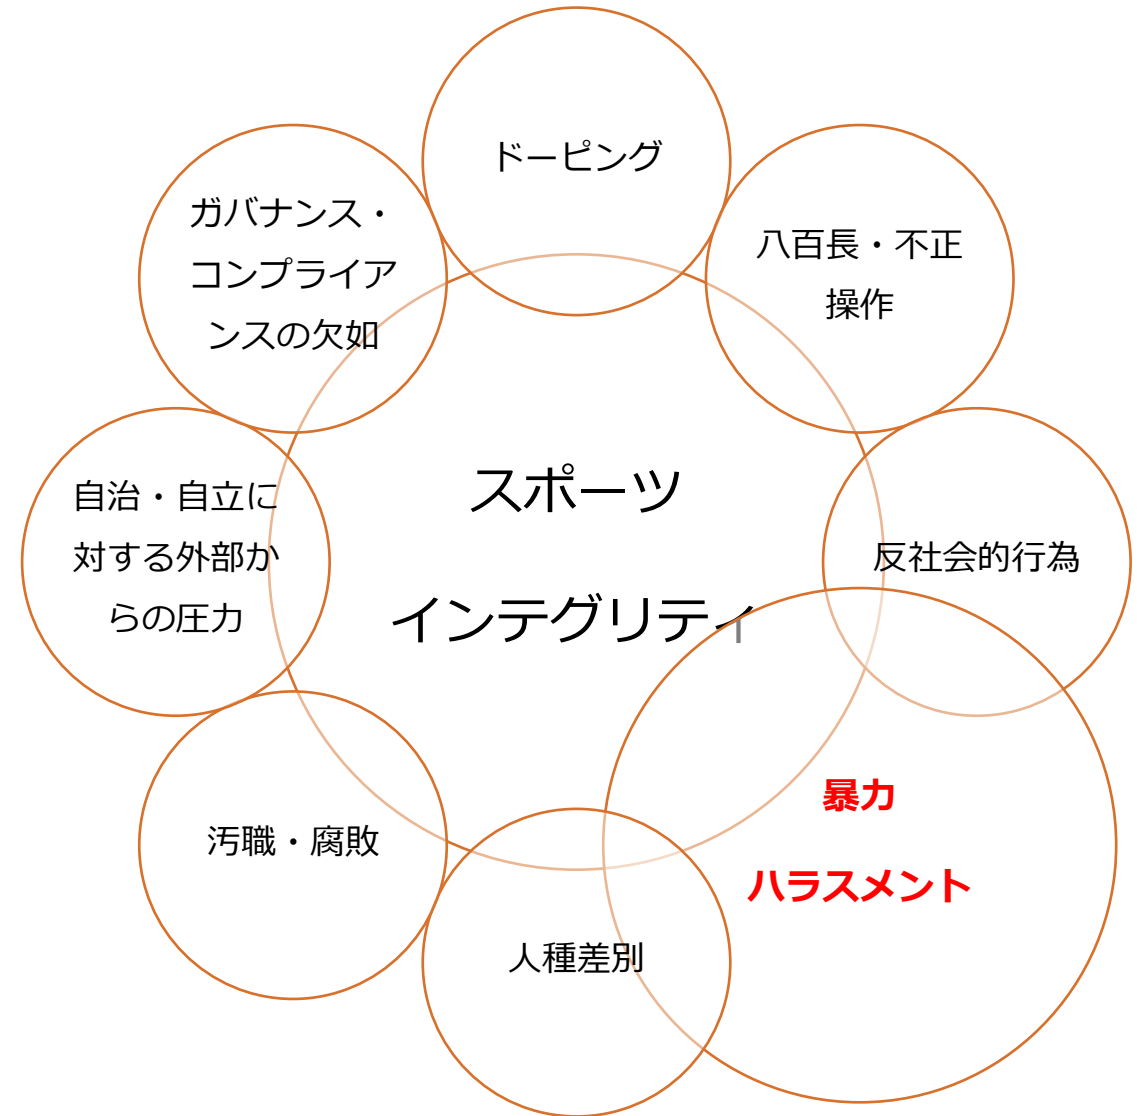 ドーピング
八百長・不正
操作
反社会的行為
暴力
ハラスメント
人種差別
汚職・腐敗
自治・自立に
対する外部か
らの圧力
ガバナンス・
コンプライア
ンスの欠如
スポーツ
インテグリティ